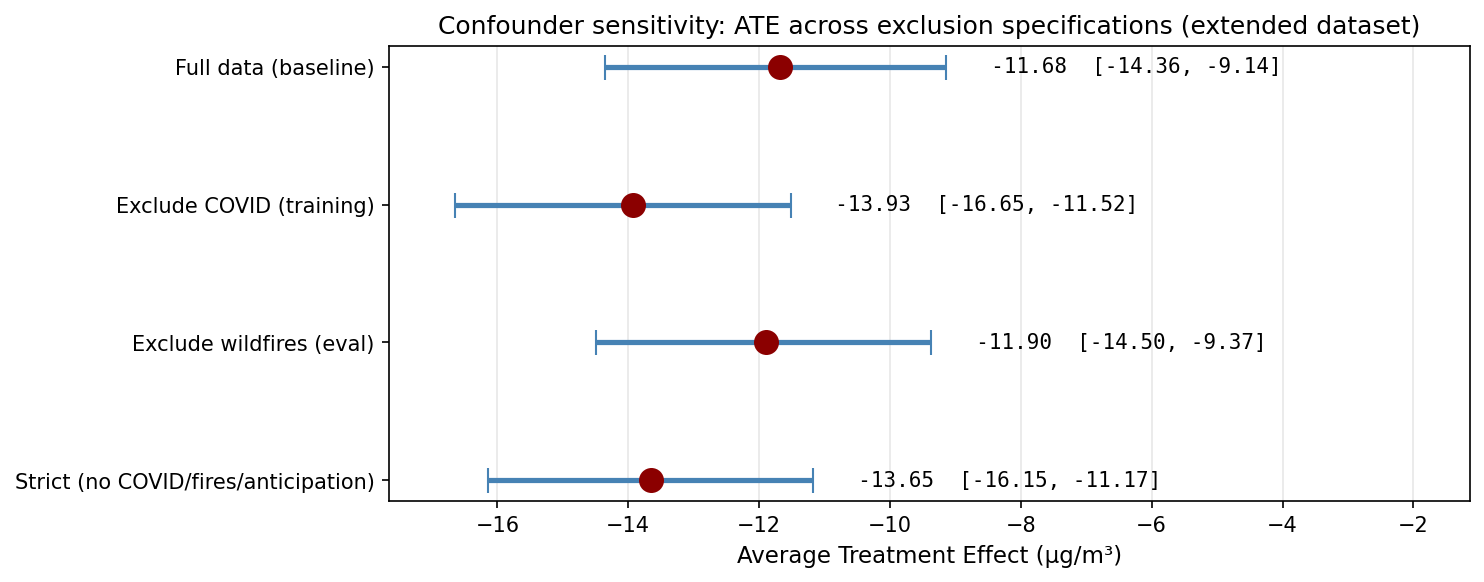 Confounder sensitivity: ATE across exclusion specifications (extended dataset)
Full data (baseline)
-11.68  [-14.36, -9.14]
Exclude COVID (training)
-13.93  [-16.65, -11.52]
Exclude wildfires (eval)
-11.90  [-14.50, -9.37]
Strict (no COVID/fires/anticipation)
-13.65  [-16.15, -11.17]
−16 −14 −12 −10 −8 −6 −4 −2
Average Treatment Effect (μg/m³)